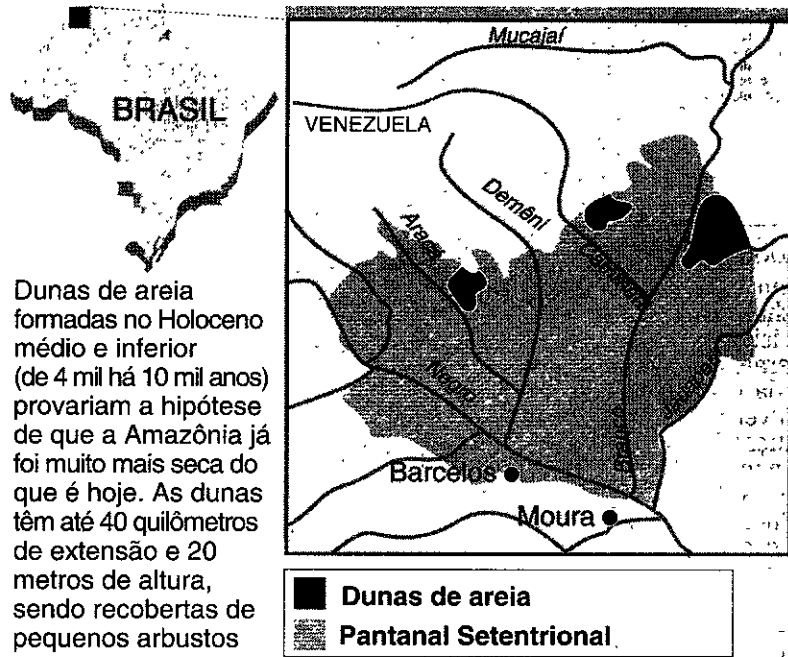 BRASIL
Dunas de areia
formadas no Holoceno
médio e inferior
(de 4 mil há 10 mil anos)
provariam a hipótese
de que a Amazônia já
foi muito mais seca do
que é hoje. As dunas
têm até 40 quilômetros
de extensão e 20
metros de altura,
sendo recobertas de
pequenos arbustos
Mucajaí
VENEZUELA
Demêni
Negro
Barcelos
Moura
Dunas de areia
Pantanal Setentrional